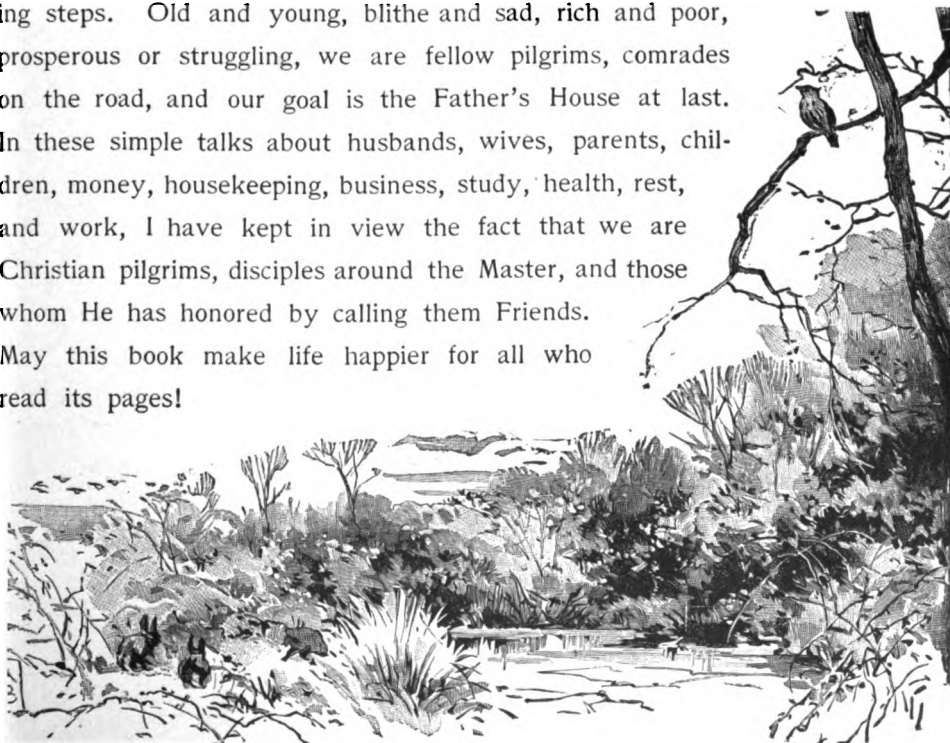 ing steps. Old and young, blithe and sad, rich and poor,
prosperous or struggling, we are fellow pilgrims, comrades
on the road, and our goal is the Father's House at last.
In these simple talks about husbands, wives, parents, chil-
dren, money, housekeeping, business, study, health, rest,
and work, I have kept in view the fact that we are
Christian pilgrims, disciples around the Master, and those
whom He has honored by calling them Friends.
May this book make life happier for all who
read its pages!